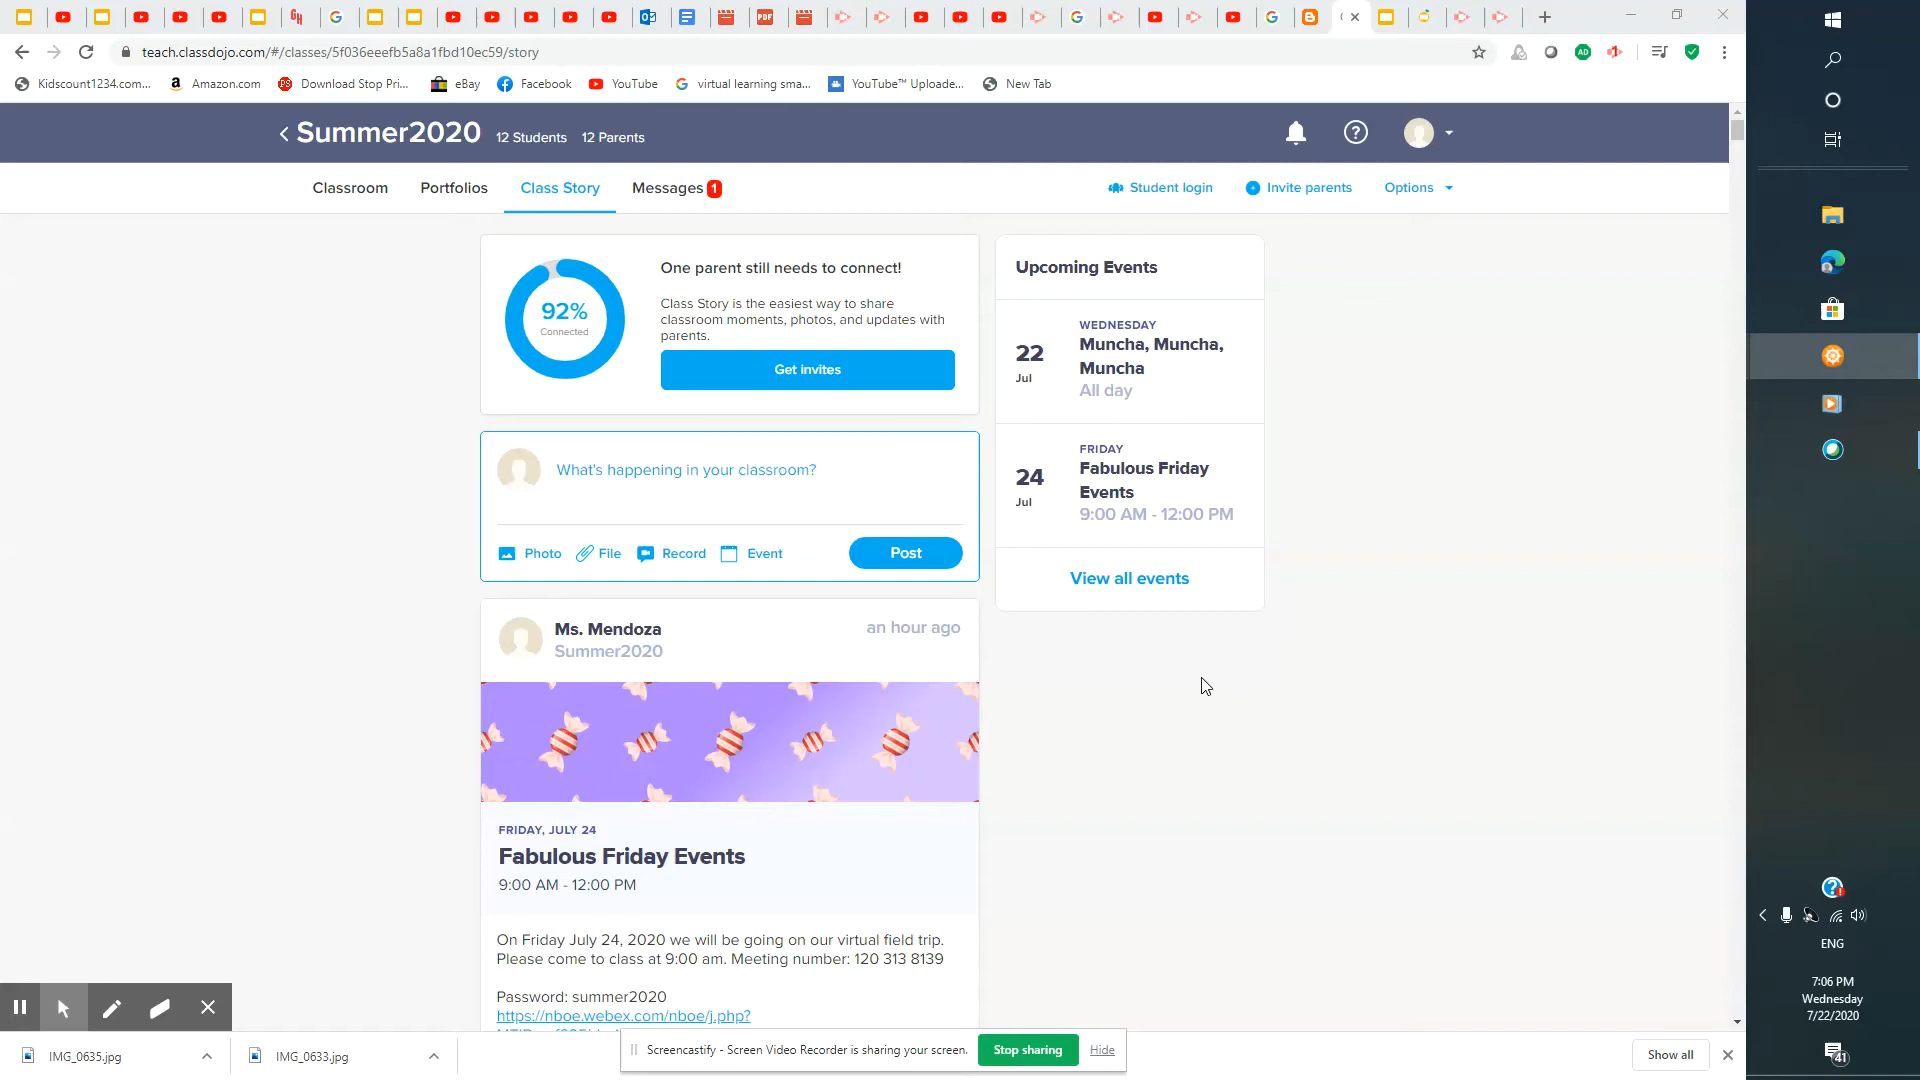 teach.classdojo.com/#/classes/5f036eeefb5a8a1fbd10ec59/story
Kidscount1234.com...
Amazon.com
Download Stop Pri...
eBay
Facebook
YouTube
virtual learning sma...
YouTube™ Uploade...
New Tab
Summer2020 12 Students 12 Parents
Classroom
Portfolios
Class Story
Messages 1
Student login
Invite parents
Options
92%
Connected
One parent still needs to connect!
Class Story is the easiest way to share
classroom moments, photos, and updates with
parents.
Get invites
What's happening in your classroom?
Photo
File
Record
Event
Post
Upcoming Events
22
Jul
WEDNESDAY
Muncha, Muncha,
Muncha
All day
24
Jul
FRIDAY
Fabulous Friday
Events
9:00 AM - 12:00 PM
View all events
Ms. Mendoza
Summer2020
an hour ago
FRIDAY, JULY 24
Fabulous Friday Events
9:00 AM - 12:00 PM
On Friday July 24, 2020 we will be going on our virtual field trip.
Please come to class at 9:00 am. Meeting number: 120 313 8139
Password: summer2020
https://nboe.webex.com/nboe/j.php?
IMG_0635.jpg
IMG_0633.jpg
Screencastify - Screen Video Recorder is sharing your screen.
Stop sharing
Hide
Show all
ENG
7:06 PM
Wednesday
7/22/2020
41